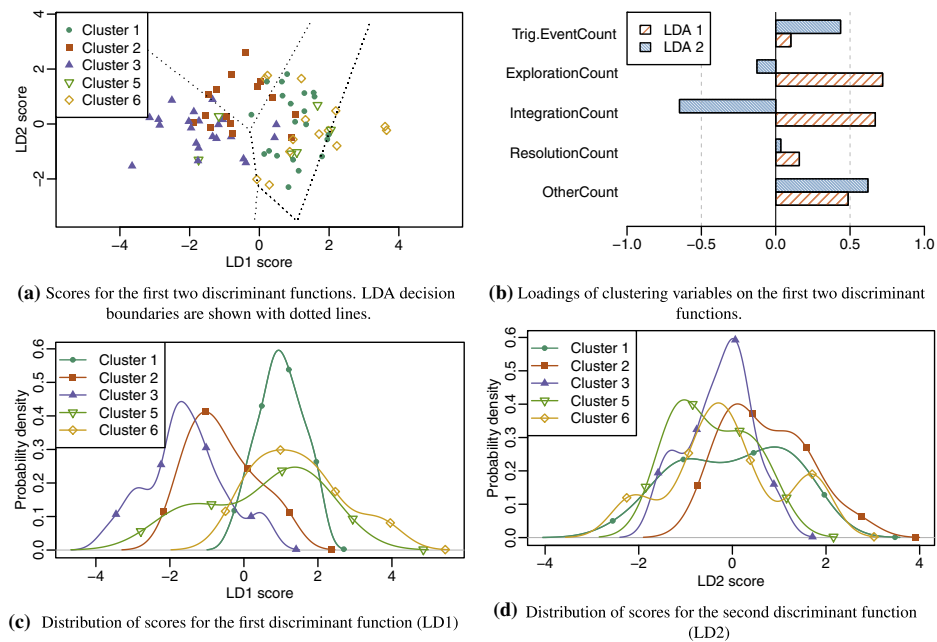 Cluster 1
Cluster 2
Cluster 3
Cluster 5
Cluster 6
4
2
0
−2
LD2 score
−4
−2
0
2
4
LD1 score
(a) Scores for the first two discriminant functions. LDA decision
boundaries are shown with dotted lines.
LDA 1
LDA 2
Trig.EventCount
ExplorationCount
IntegrationCount
ResolutionCount
OtherCount
−1.0
−0.5
0.0
0.5
1.0
(b) Loadings of clustering variables on the first two discriminant
functions.
Cluster 1
Cluster 2
Cluster 3
Cluster 5
Cluster 6
0.6
0.5
0.4
0.3
0.2
0.1
0.0
Probability density
−4
−2
0
2
4
LD1 score
(c) Distribution of scores for the first discriminant function (LD1)
Cluster 1
Cluster 2
Cluster 3
Cluster 5
Cluster 6
0.6
0.5
0.4
0.3
0.2
0.1
0.0
Probability density
−4
−2
0
2
4
LD2 score
(d) Distribution of scores for the second discriminant function
(LD2)